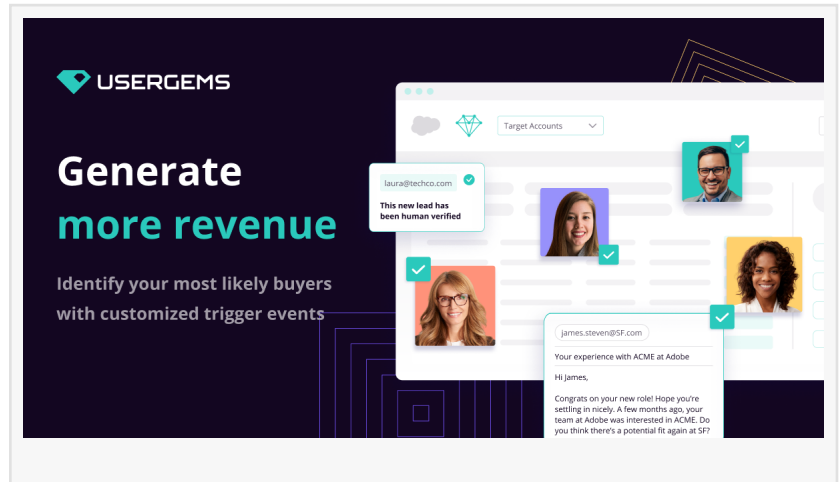 USERGEMS
Generate
more revenue
Identify your most likely buyers
with customized trigger events
Target Accounts
laura@techco.com
This new lead has
been human verified
james.steven@SF.com
Your experience with ACME at Adobe
Hi James,
Congrats on your new role! Hope you're
settling in nicely. A few months ago, your
team at Adobe was interested in ACME. Do
you think there's a potential fit again at SF?